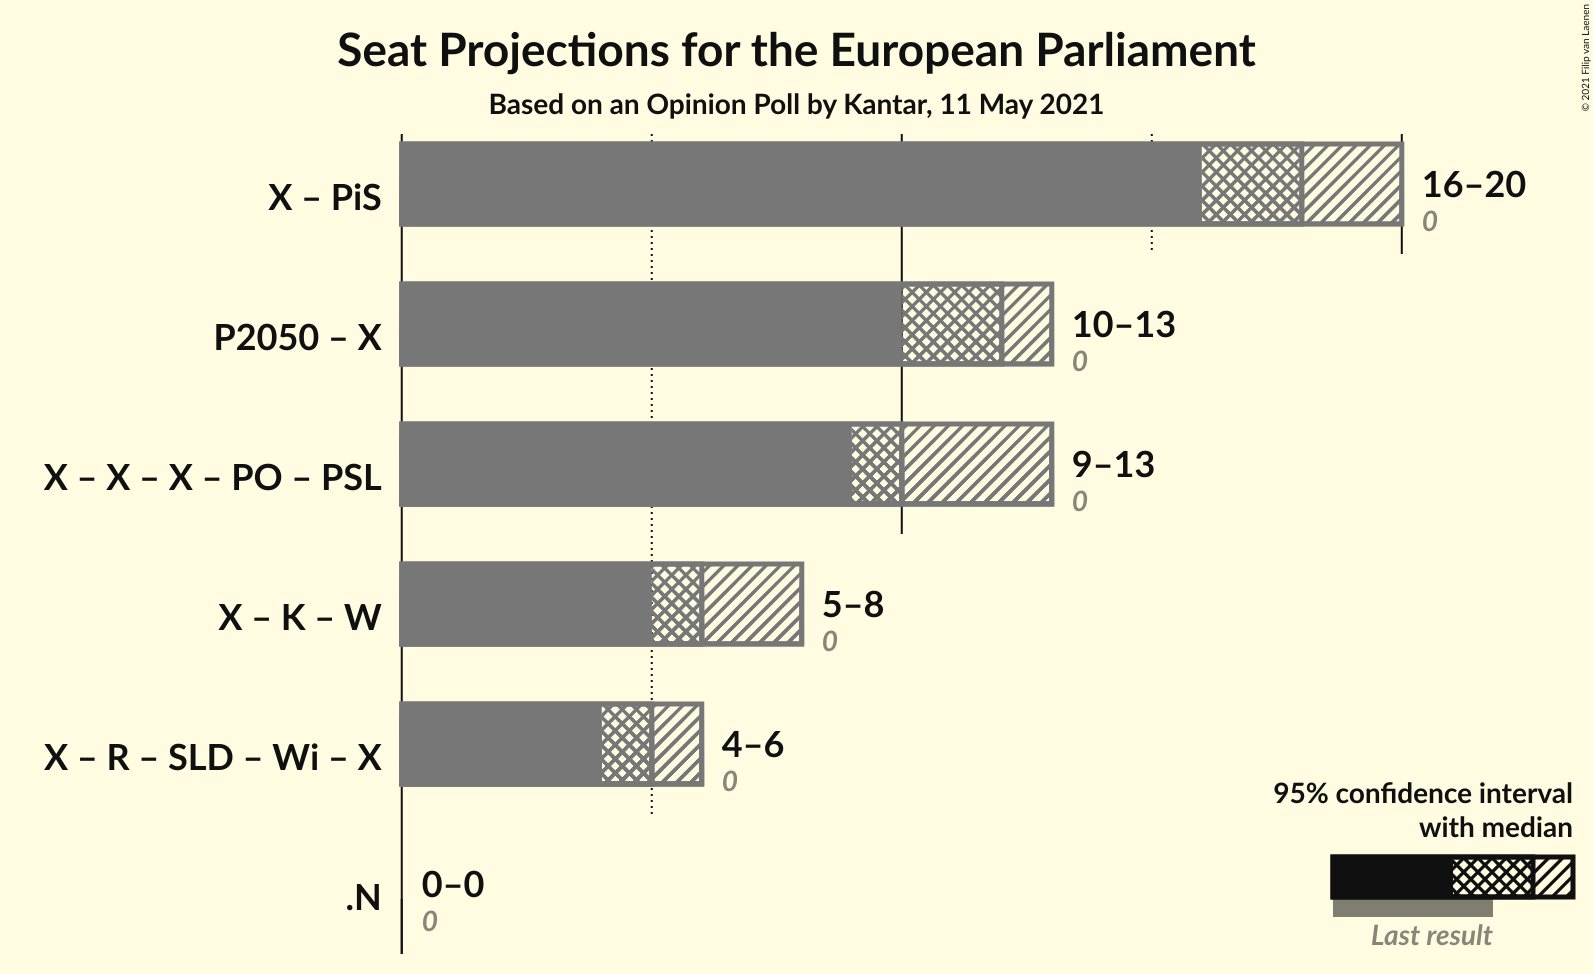 Seat Projections for the European Parliament
Based on an Opinion Poll by Kantar, 11 May 2021
© 2021 Filip van Laenen
X – PiS
16–20
0
P2050 – X
10–13
0
X – X – X – PO – PSL
9–13
0
X – K – W
5–8
0
X – R – SLD – Wi – X
4–6
0
.N
0–0
0
95% confidence interval
with median
Last result